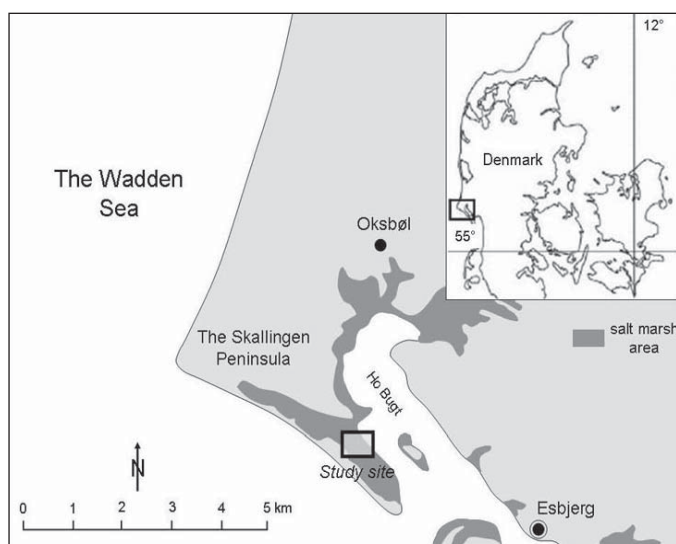 12°
Denmark
55°
The Wadden
Sea
Oksbøl
The Skallingen
Peninsula
salt marsh
area
Ho Bugt
Study site
N
0 1 2 3 4 5 km
Esbjerg